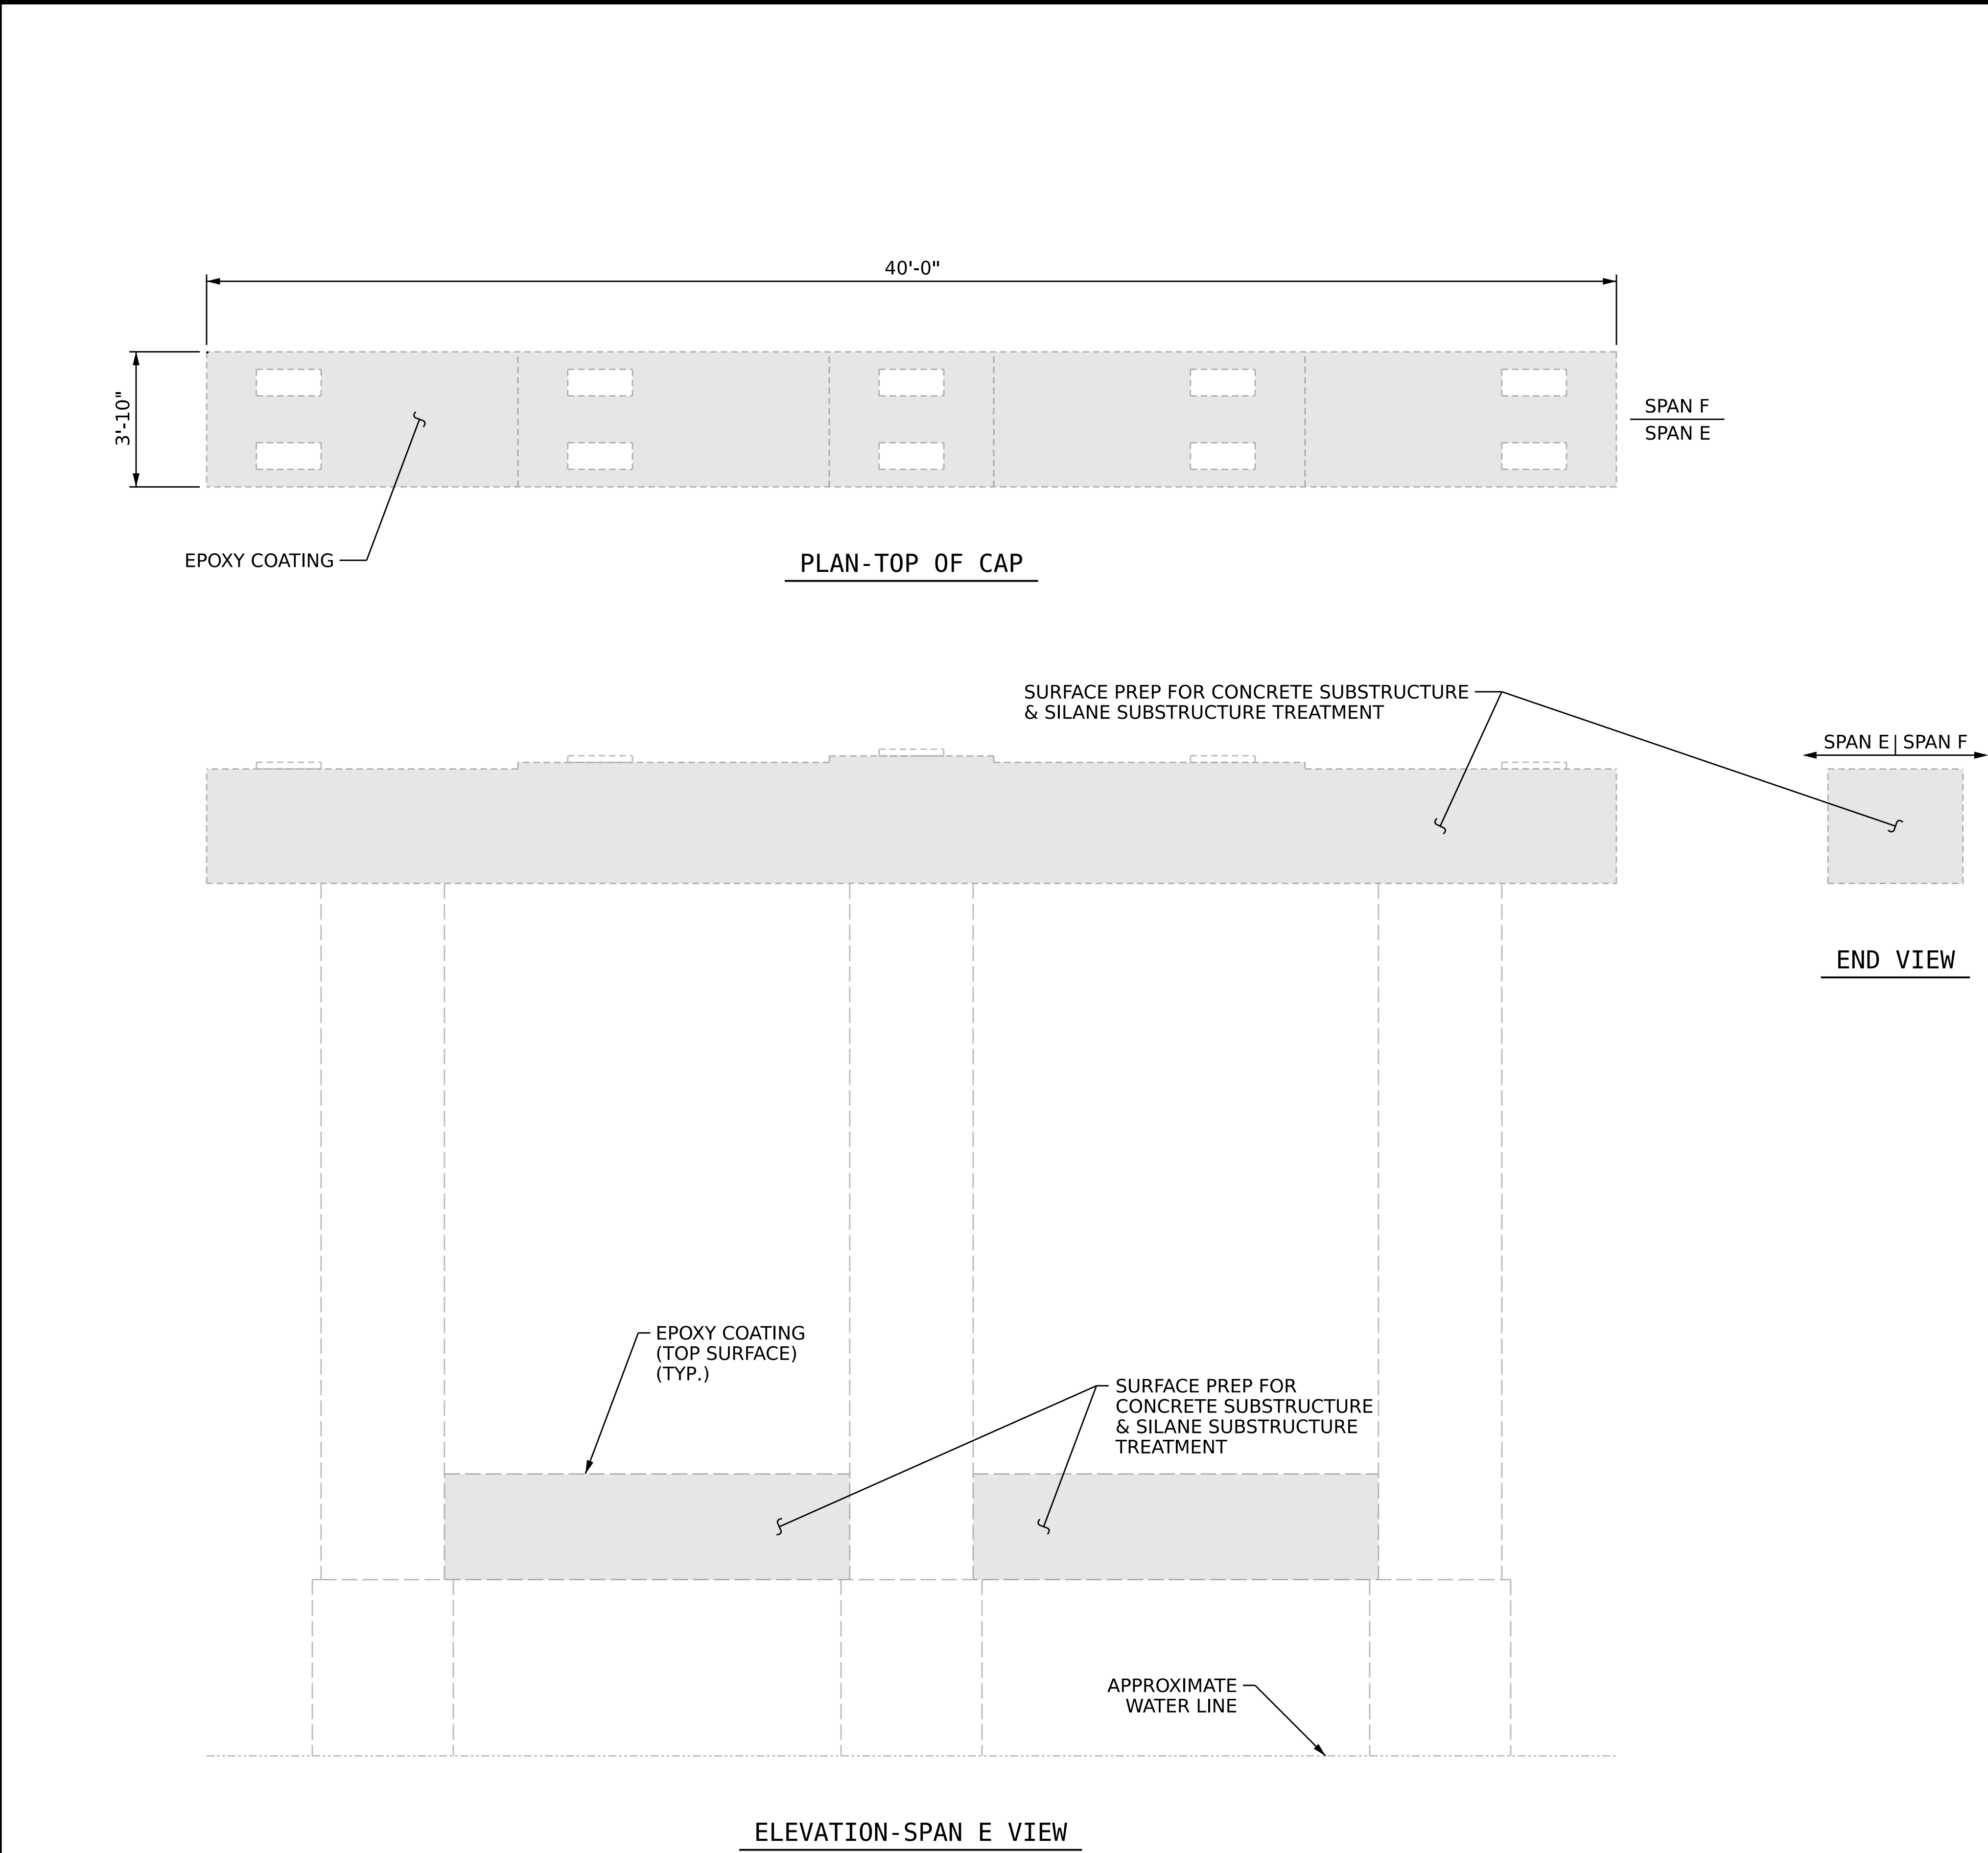 40'-0"
3'-10"
SPAN F
SPAN E
EPOXY COATING
PLAN-TOP OF CAP
SURFACE PREP FOR CONCRETE SUBSTRUCTURE
& SILANE SUBSTRUCTURE TREATMENT
SPAN E SPAN F
END VIEW
EPOXY COATING
(TOP SURFACE)
(TYP.)
SURFACE PREP FOR
CONCRETE SUBSTRUCTURE
& SILANE SUBSTRUCTURE
TREATMENT
APPROXIMATE
WATER LINE
ELEVATION-SPAN E VIEW